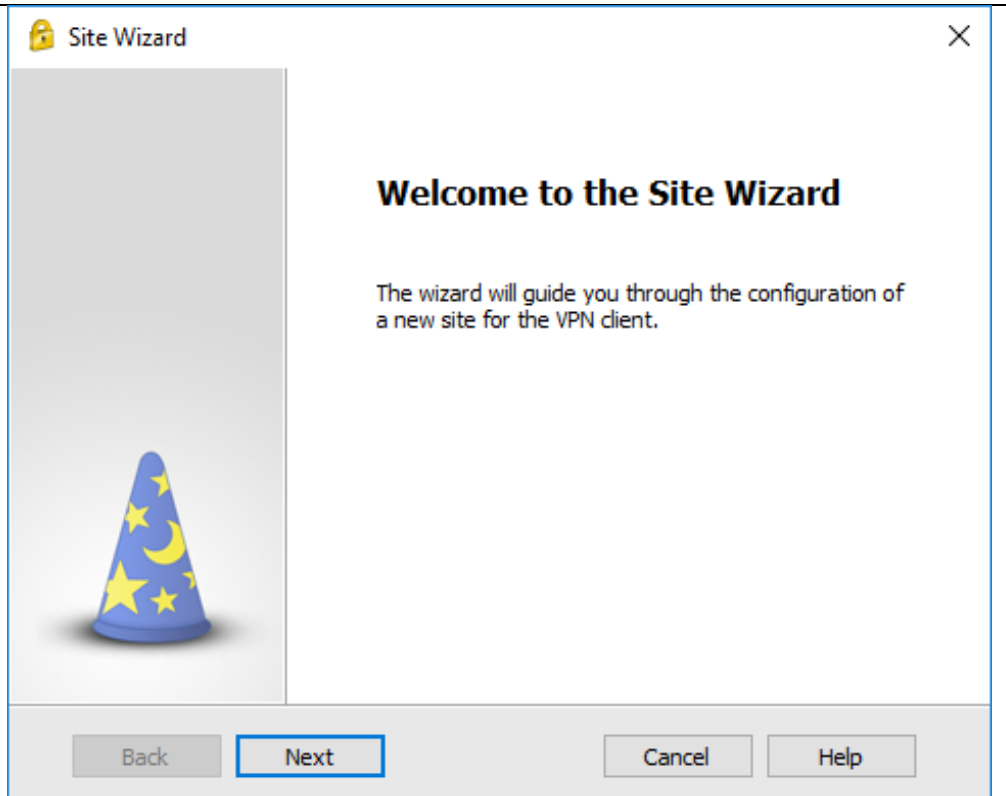 Site Wizard
Welcome to the Site Wizard
The wizard will guide you through the configuration of
a new site for the VPN client.
Back
Next
Cancel
Help